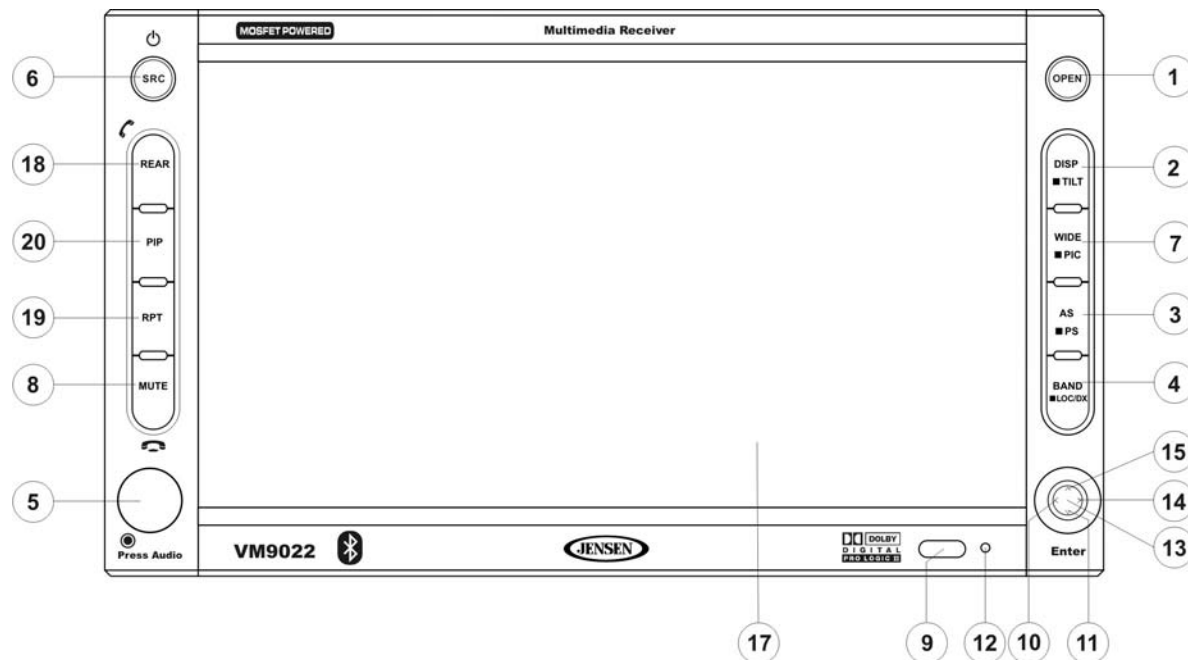 MOSFET POWERED
Multimedia Receiver
6
SRC
OPEN
1
18
REAR
DISP
■ TILT
2
20
PIP
WIDE
■ PIC
7
19
RPT
AS
■ PS
3
8
MUTE
BAND
■ LOC/DX
4
15
5
14
13
Press Audio
VM9022
JENSEN
DOLBY
DIGITAL
PRO LOGIC II
Enter
17
9
12
10
11